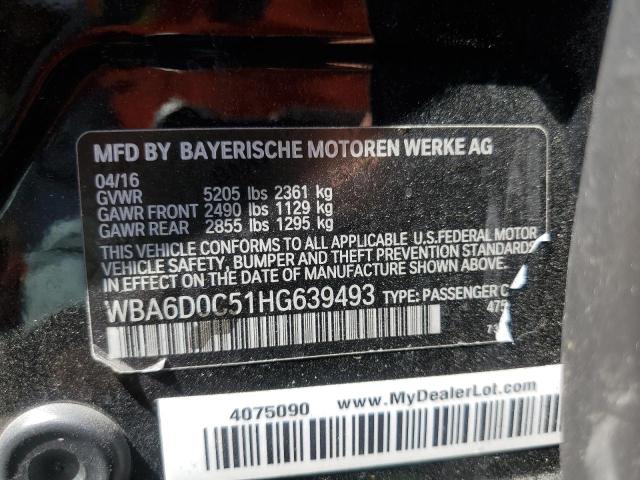 MFD BY BAYERISCHE MOTOREN WERKE AG
04/16
GVWR 5205 lbs 2361 kg
GAWR FRONT 2490 lbs 1129 kg
GAWR REAR 2855 lbs 1295 kg
THIS VEHICLE CONFORMS TO ALL APPLICABLE U.S.FEDERAL MOTOR
VEHICLE SAFETY, BUMPER AND THEFT PREVENTION STANDARDS
IN EFFECT ON THE DATE OF MANUFACTURE SHOWN ABOVE.
WBA6D0C51HG639493 TYPE: PASSENGER C
475
4075090 www.MyDealerLot.com